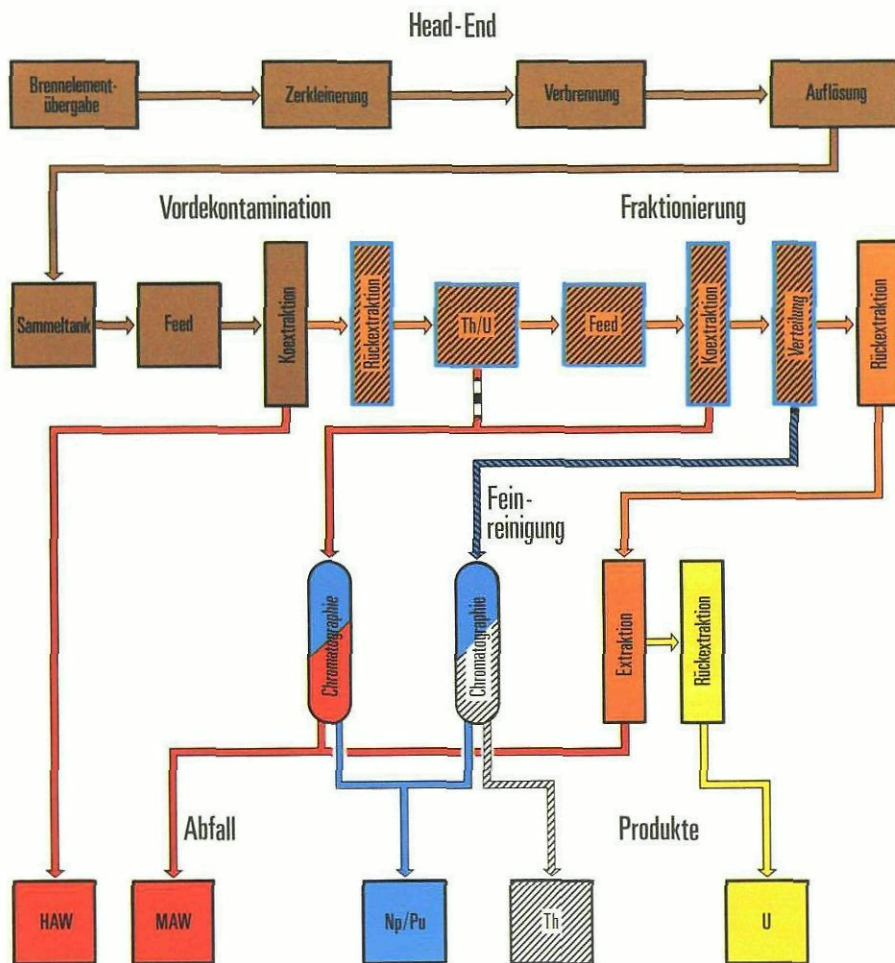 Head-End
Brennelement-
übergabe
Zerkleinerung
Verbrennung
Auflösung
Vordekontamination
Fraktionierung
Sammeltank
Feed
Koextraktion
Rückextraktion
Th/U
Feed
Koextraktion
Verteilung
Rückextraktion
Fein-
reinigung
Chromatographie
Chromatographie
Extraktion
Rückextraktion
Abfall
Produkte
HAW
MAW
Np/Pu
Th
U